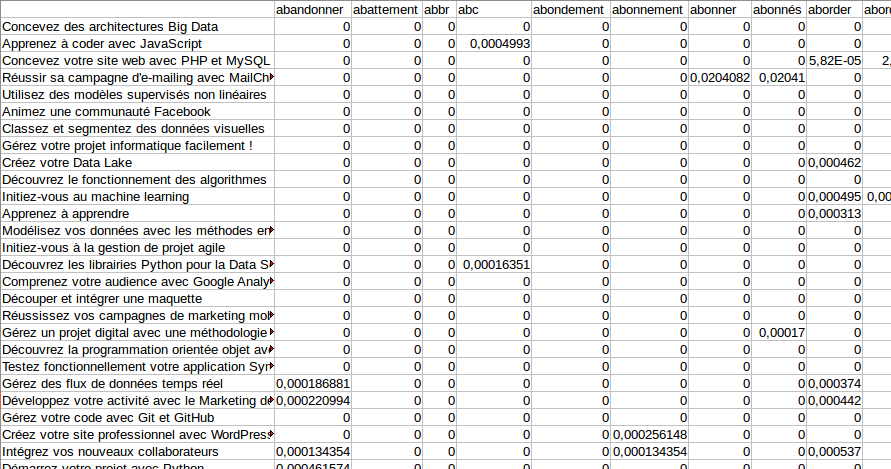 abandonner abattement abbr abc abondement abonnement abonner abonnés aborder abord
Concevez des architectures Big Data 0 0 0 0 0 0 0 0 0
Apprenez à coder avec JavaScript 0 0 0 0,0004993 0 0 0 0 0
Concevez votre site web avec PHP et MySQL 0 0 0 0 0 0 0 0 5,82E-05 2,
Réussir sa campagne d'e-mailing avec MailCh 0 0 0 0 0 0 0,0204082 0,02041 0
Utilisez des modèles supervisés non linéaires 0 0 0 0 0 0 0 0 0
Animez une communauté Facebook 0 0 0 0 0 0 0 0 0
Classez et segmentez des données visuelles 0 0 0 0 0 0 0 0 0
Gérez votre projet informatique facilement ! 0 0 0 0 0 0 0 0 0
Créez votre Data Lake 0 0 0 0 0 0 0 0 0,000462
Découvrez le fonctionnement des algorithmes 0 0 0 0 0 0 0 0 0
Initiez-vous au machine learning 0 0 0 0 0 0 0 0 0,000495 0,00
Apprenez à apprendre 0 0 0 0 0 0 0 0 0,000313
Modélisez vos données avec les méthodes en 0 0 0 0 0 0 0 0 0
Initiez-vous à la gestion de projet agile 0 0 0 0 0 0 0 0 0
Découvrez les librairies Python pour la Data S 0 0 0 0,00016351 0 0 0 0 0
Comprenez votre audience avec Google Analy 0 0 0 0 0 0 0 0 0
Découper et intégrer une maquette 0 0 0 0 0 0 0 0 0
Réussissez vos campagnes de marketing mob 0 0 0 0 0 0 0 0 0
Gérez un projet digital avec une méthodologie 0 0 0 0 0 0 0 0,00017 0
Découvrez la programmation orientée objet ave 0 0 0 0 0 0 0 0 0
Testez fonctionnellement votre application Sym 0 0 0 0 0 0 0 0 0
Gérez des flux de données temps réel 0,000186881 0 0 0 0 0 0 0 0,000374
Développez votre activité avec le Marketing de 0,000220994 0 0 0 0 0 0 0 0,000442
Gérez votre code avec Git et GitHub 0 0 0 0 0 0 0 0 0
Créez votre site professionnel avec WordPress 0 0 0 0 0 0,000256148 0 0 0
Intégrez vos nouveaux collaborateurs 0,000134354 0 0 0 0 0,000134354 0 0 0,000537
Démarrez votre projet avec Python 0,000461574 0 0 0 0 0 0 0 0